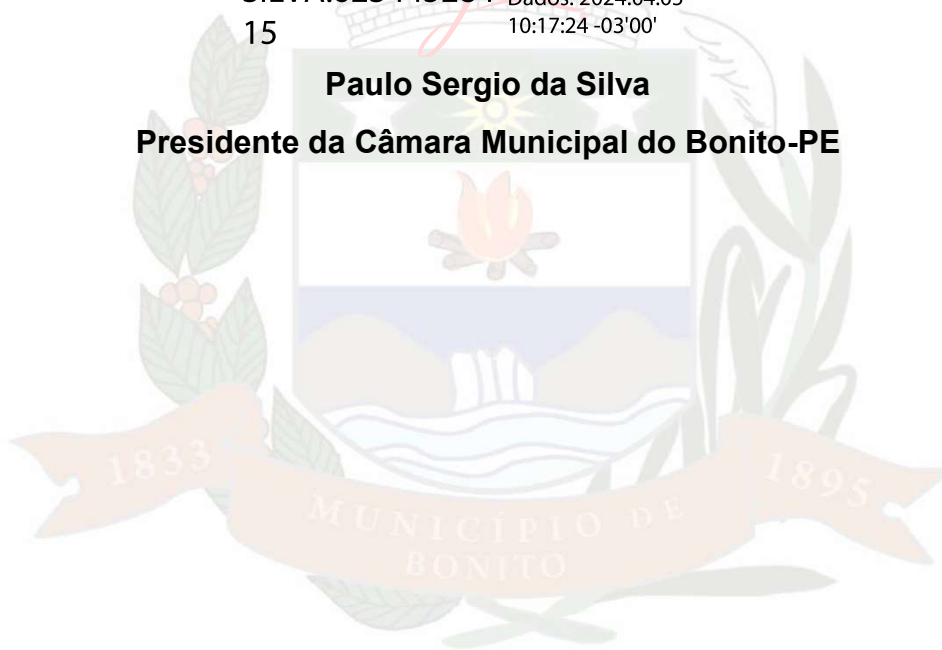 15
10:17:24 -03'00'
Paulo Sergio da Silva
Presidente da Câmara Municipal do Bonito-PE
1833
1895
MUNICÍPIO DE
BONITO